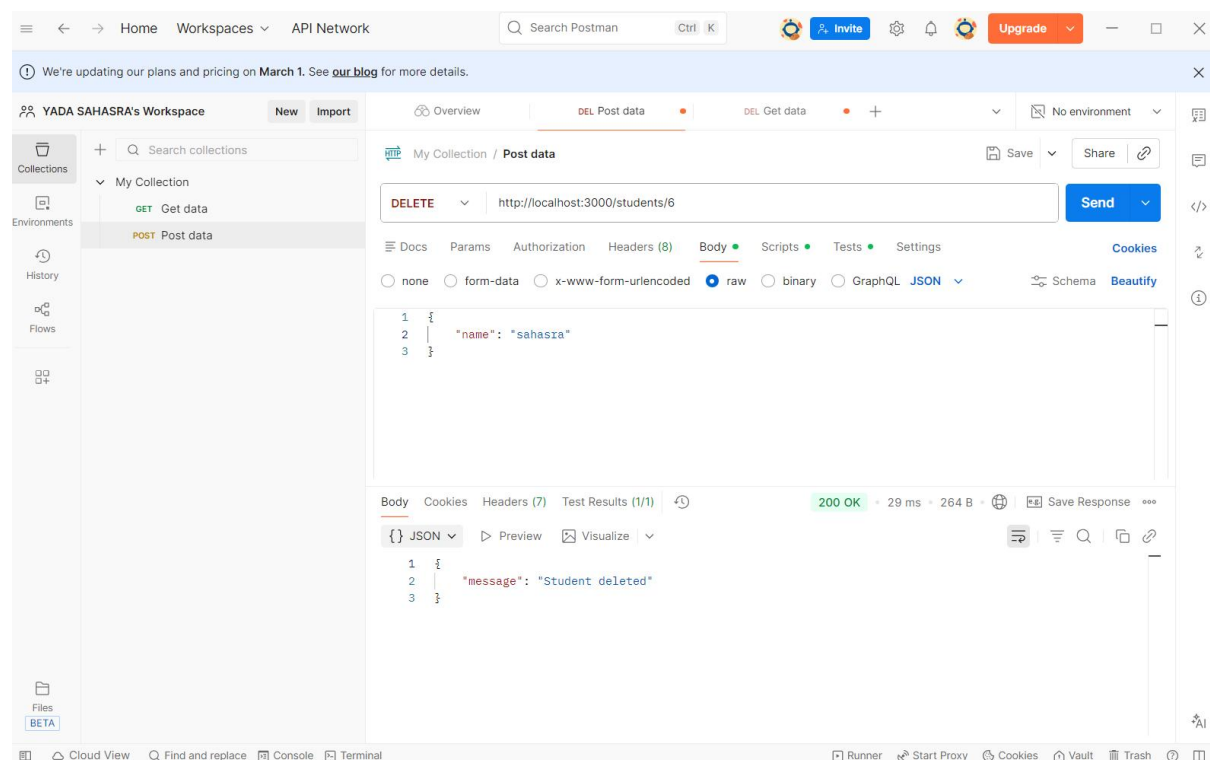 Home Workspaces API Network Search Postman Ctrl K Invite Upgrade
We're updating our plans and pricing on March 1. See our blog for more details.
YADA SAHASRA's Workspace New Import Overview DEL Post data DEL Get data No environment
Collections
Search collections
My Collection
GET Get data
POST Post data
Environments
History
Flows
Files
BETA
HTTP My Collection / Post data Save Share
DELETE http://localhost:3000/students/6 Send
Docs Params Authorization Headers (8) Body Scripts Tests Settings Cookies
none form-data x-www-form-urlencoded raw binary GraphQL JSON Schema Beautify
1 {
2 "name": "sahasra"
3 }
Body Cookies Headers (7) Test Results (1/1) 200 OK 29 ms 264 B e.g. Save Response
{} JSON Preview Visualize
1 {
2 "message": "Student deleted"
3 }
AI
Cloud View Find and replace Console Terminal Runner Start Proxy Cookies Vault Trash